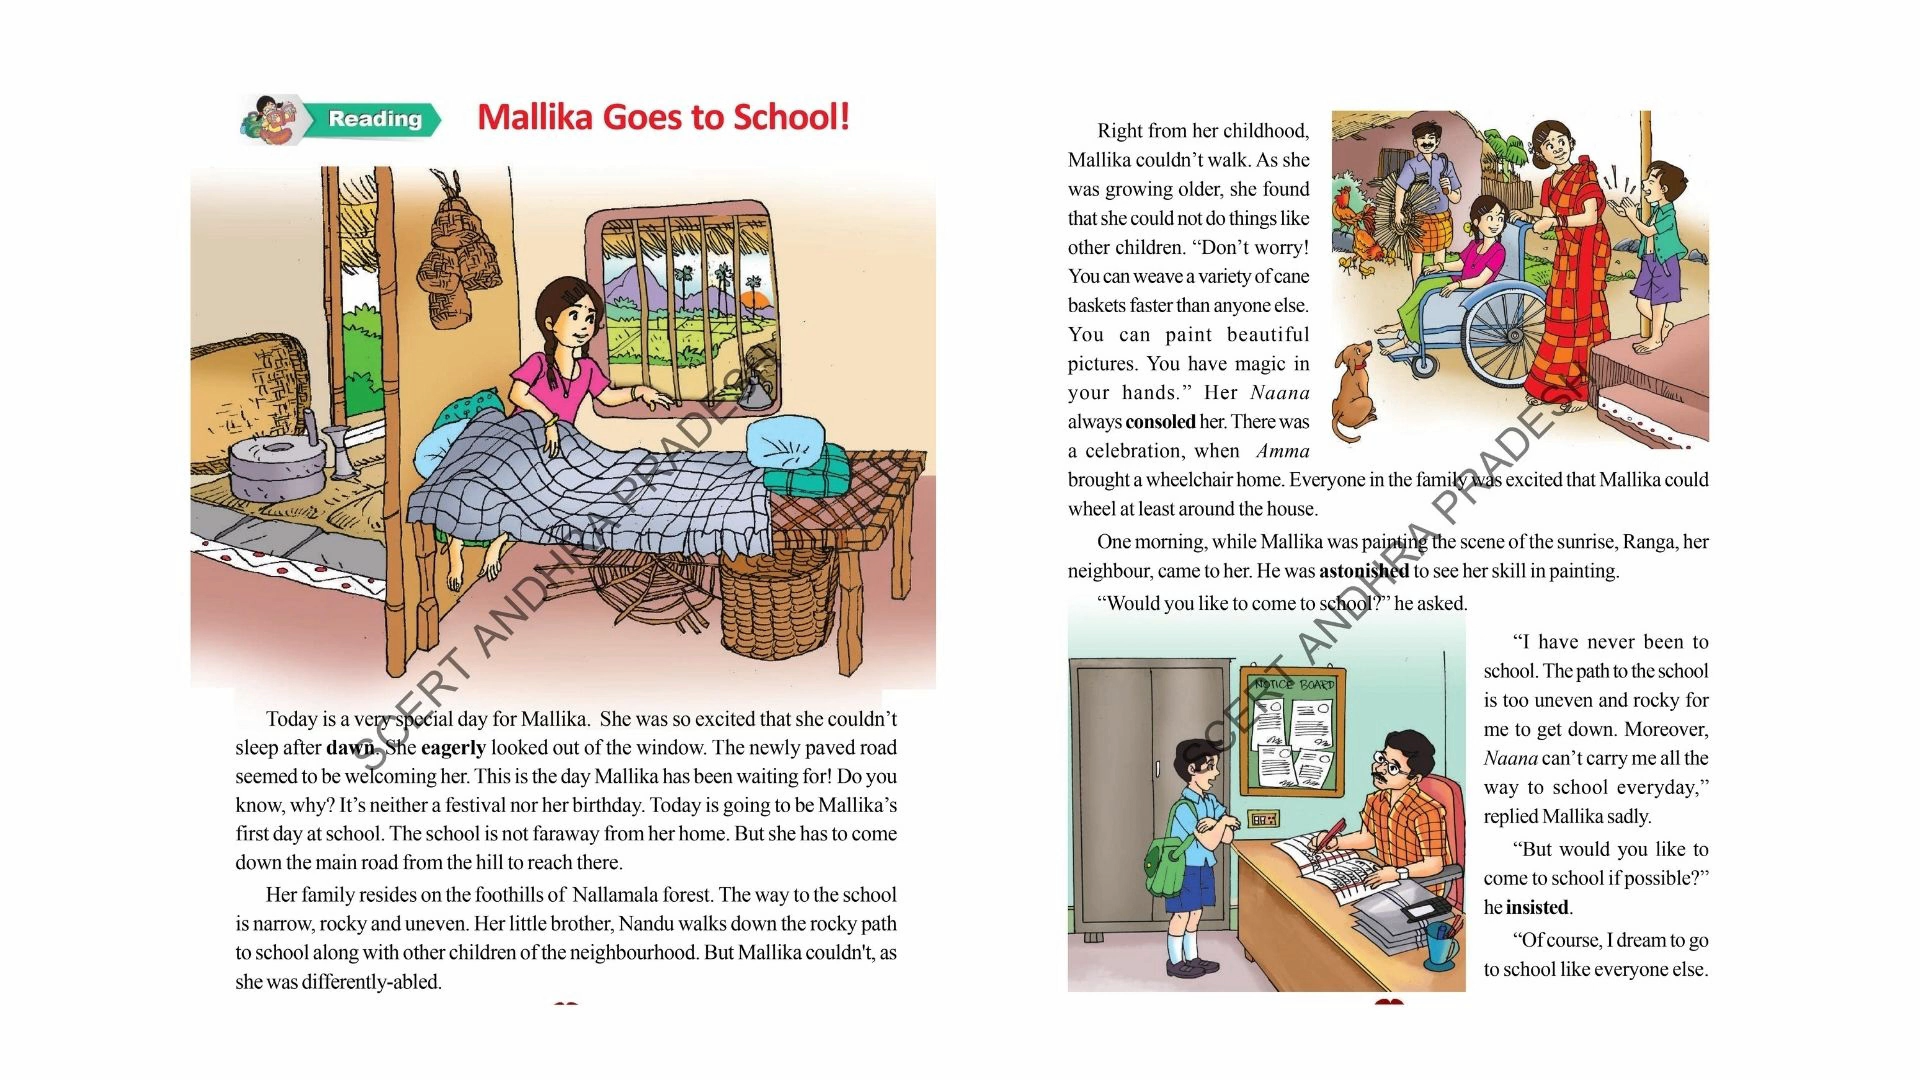 Reading
Mallika Goes to School!
Today is a very special day for Mallika. She was so excited that she couldn’t
sleep after dawn. She eagerly looked out of the window. The newly paved road
seemed to be welcoming her. This is the day Mallika has been waiting for! Do you
know, why? It’s neither a festival nor her birthday. Today is going to be Mallika’s
first day at school. The school is not faraway from her home. But she has to come
down the main road from the hill to reach there.
Her family resides on the foothills of Nallamala forest. The way to the school
is narrow, rocky and uneven. Her little brother, Nandu walks down the rocky path
to school along with other children of the neighbourhood. But Mallika couldn't, as
she was differently-abled.
SCERT ANDHRA PRADESH
Right from her childhood,
Mallika couldn’t walk. As she
was growing older, she found
that she could not do things like
other children. “Don’t worry!
You can weave a variety of cane
baskets faster than anyone else.
You can paint beautiful
pictures. You have magic in
your hands.” Her Naana
always consoled her. There was
a celebration, when Amma
brought a wheelchair home. Everyone in the family was excited that Mallika could
wheel at least around the house.
One morning, while Mallika was painting the scene of the sunrise, Ranga, her
neighbour, came to her. He was astonished to see her skill in painting.
“Would you like to come to school?” he asked.
NOTICE BOARD
“I have never been to
school. The path to the school
is too uneven and rocky for
me to get down. Moreover,
Naana can’t carry me all the
way to school everyday,”
replied Mallika sadly.
“But would you like to
come to school if possible?”
he insisted.
“Of course, I dream to go
to school like everyone else.
SCERT ANDHRA PRADESH